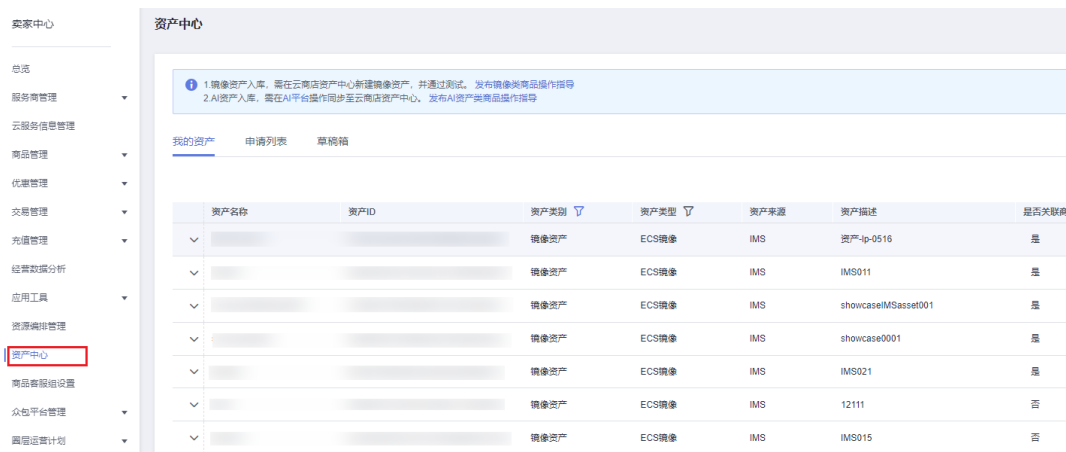 卖家中心
资产中心
总览
服务商管理
云服务信息管理
商品管理
优惠管理
交易管理
充值管理
经营数据分析
应用工具
资源编排管理
资产中心
商品客服组设置
众包平台管理
圈层运营计划
1.镜像资产入库，需在云商店资产中心新建镜像资产，并通过测试。 发布镜像类商品操作指导
2.AI资产入库，需在AI平台操作同步至云商店资产中心。 发布AI资产类商品操作指导
我的资产 申请列表 草稿箱
资产名称 资产ID 资产类别 资产类型 资产来源 资产描述 是否关联商
镜像资产 ECS镜像 IMS 资产-lp-0516 是
镜像资产 ECS镜像 IMS IMS011 是
镜像资产 ECS镜像 IMS showcaseIMSasset001 是
镜像资产 ECS镜像 IMS showcase0001 是
镜像资产 ECS镜像 IMS IMS021 是
镜像资产 ECS镜像 IMS 12111 否
镜像资产 ECS镜像 IMS IMS015 否